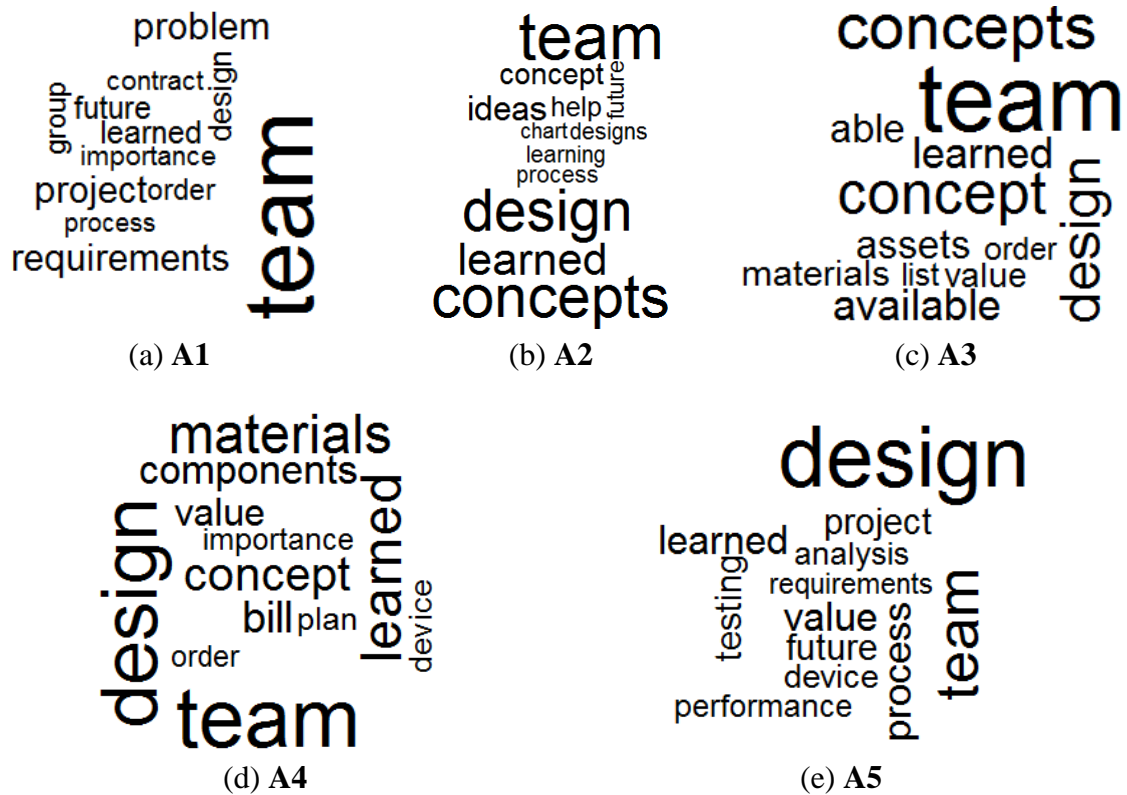 problem
contract
design
group
future
learned
importance
project order
process
requirements
team
(a) A1
team
concept
future
ideas help
chart designs
learning
process
design
learned
concepts
(b) A2
concepts
team
able
learned
concept
design
assets order
materials list value
available
(c) A3
materials
components
learned
design
value
importance
concept
bill plan
device
order
team
(d) A4
design
project
learned
analysis
testing
requirements
team
value
process
future
device
performance
(e) A5